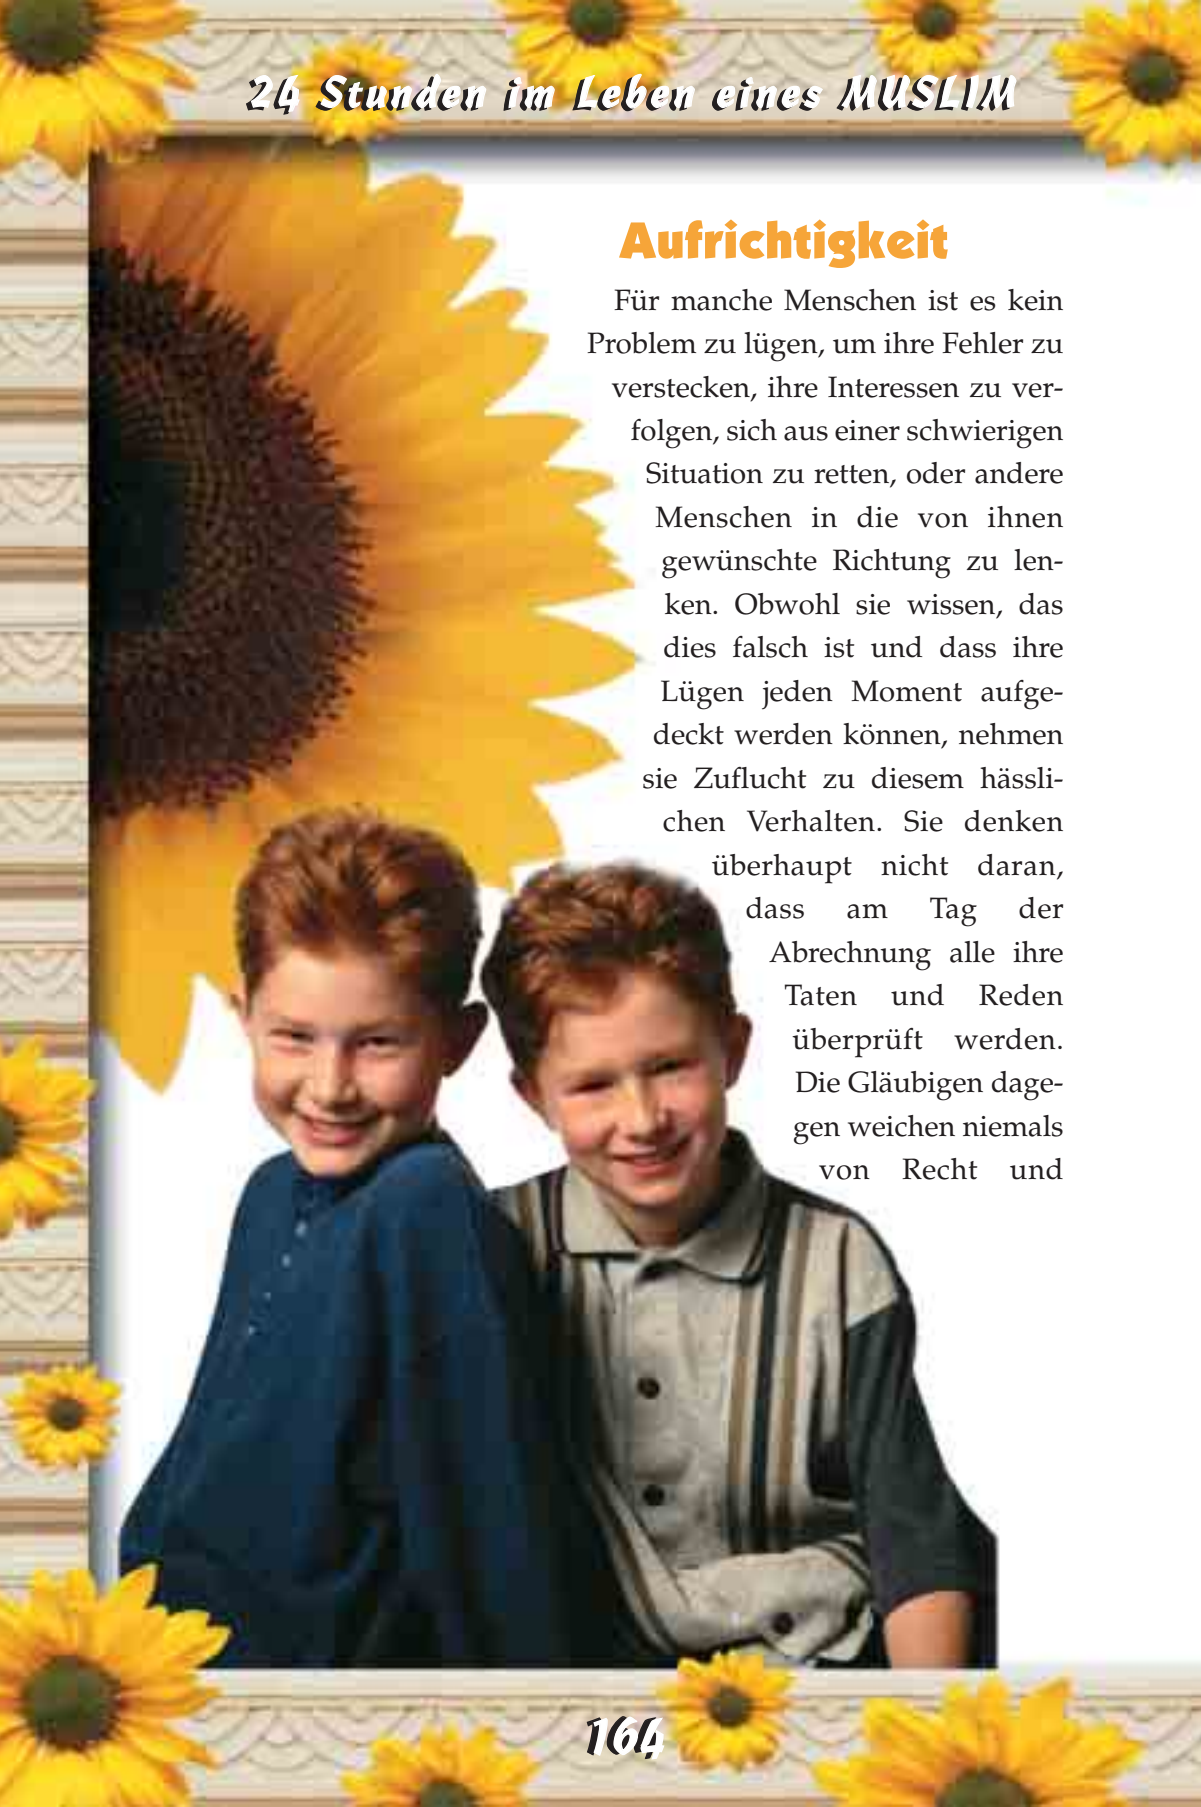 24 Stunden im Leben eines MUSLIM
Aufrichtigkeit
Für manche Menschen ist es kein
Problem zu lügen, um ihre Fehler zu
verstecken, ihre Interessen zu ver-
folgen, sich aus einer schwierigen
Situation zu retten, oder andere
Menschen in die von ihnen
gewünschte Richtung zu len-
ken. Obwohl sie wissen, das
dies falsch ist und dass ihre
Lügen jeden Moment aufge-
deckt werden können, nehmen
sie Zuflucht zu diesem hässli-
chen Verhalten. Sie denken
überhaupt nicht daran,
dass am Tag der
Abrechnung alle ihre
Taten und Reden
überprüft werden.
Die Gläubigen dage-
gen weichen niemals
von Recht und
164